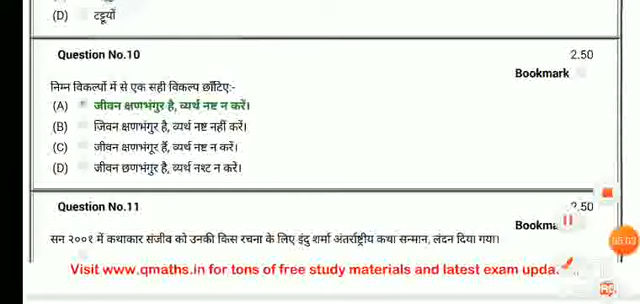 (D) टट्टूयों
Question No.10 2.50
Bookmark
निम्न विकल्पों में से एक सही विकल्प छाँटिए:-
(A) जीवन क्षणभंगुर है, व्यर्थ नष्ट न करें।
(B) जिवन क्षणभंगुर है, व्यर्थ नष्ट नहीं करें।
(C) जीवन क्षणभंगूर हैं, व्यर्थ नष्ट न करें।
(D) जीवन छणभंगुर है, व्यर्थ नश्ट न करे।
Question No.11 2.50
Bookma
सन २००१ में कथाकार संजीव को उनकी किस रचना के लिए इंदु शर्मा अंतर्राष्ट्रीय कथा सम्मान, लंदन दिया गया।
Visit www.qmaths.in for tons of free study materials and latest exam upda